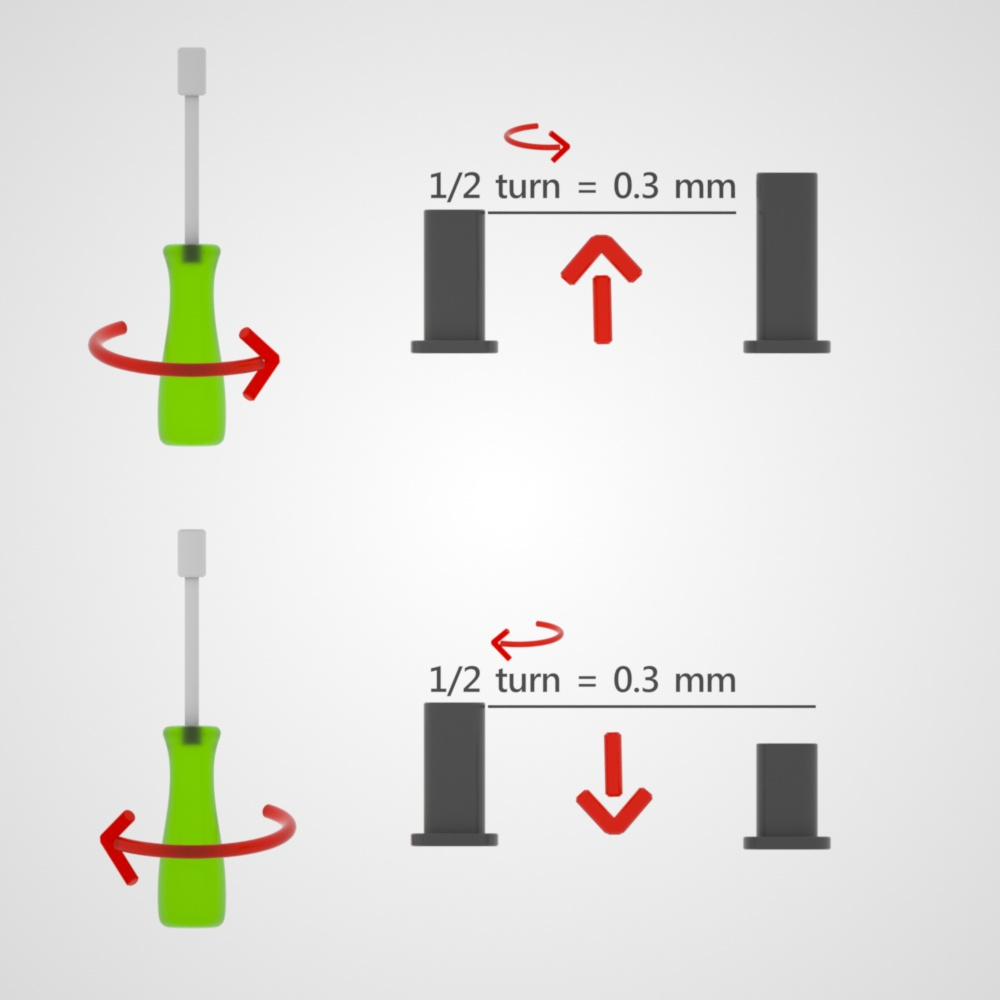 1/2 turn = 0.3 mm
1/2 turn = 0.3 mm